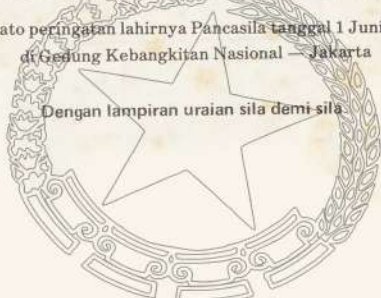 ato peringatan lahirnya Pancasila tanggal 1 Juni
di Gedung Kebangkitan Nasional — Jakarta
Dengan lampiran uraian sila demi sila.